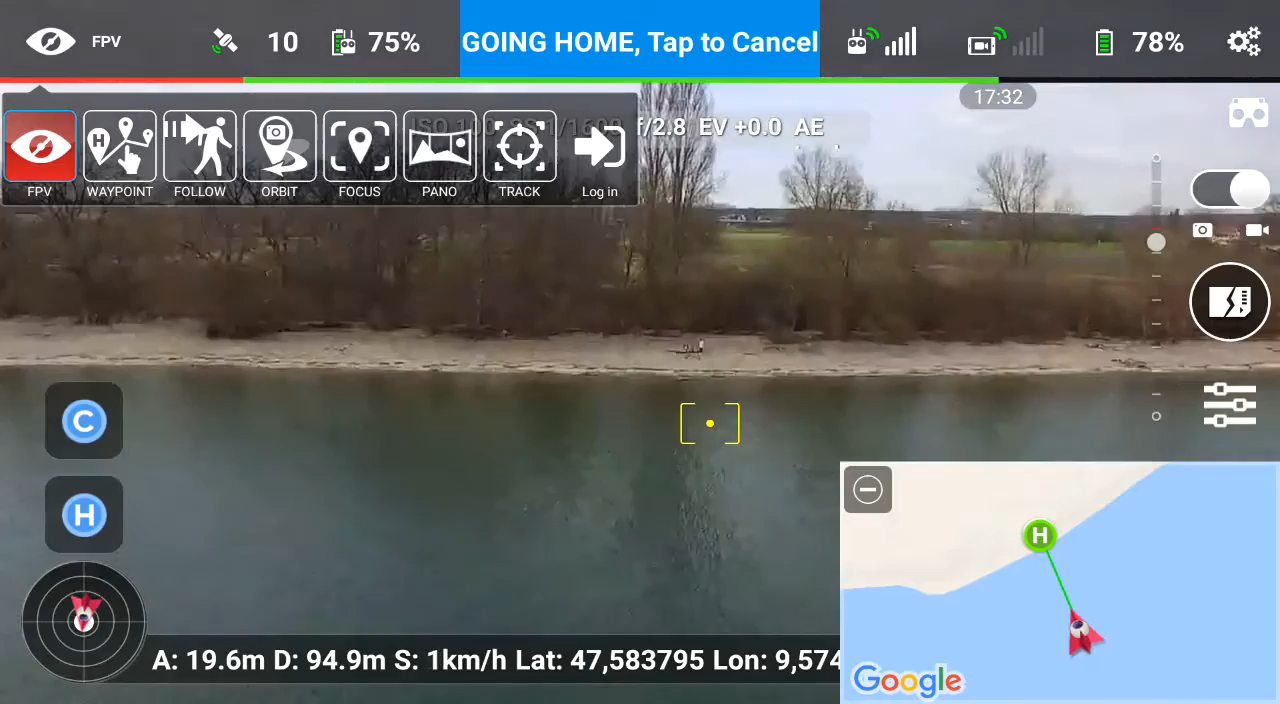 FPV
10
75%
GOING HOME, Tap to Cancel
78%
17:32
ISO 100 f/2.8 EV +0.0 AE
FPV
H
WAYPOINT
FOLLOW
ORBIT
FOCUS
PANO
TRACK
Log in
C
H
H
A: 19.6m D: 94.9m S: 1km/h Lat: 47,583795 Lon: 9,574
Google